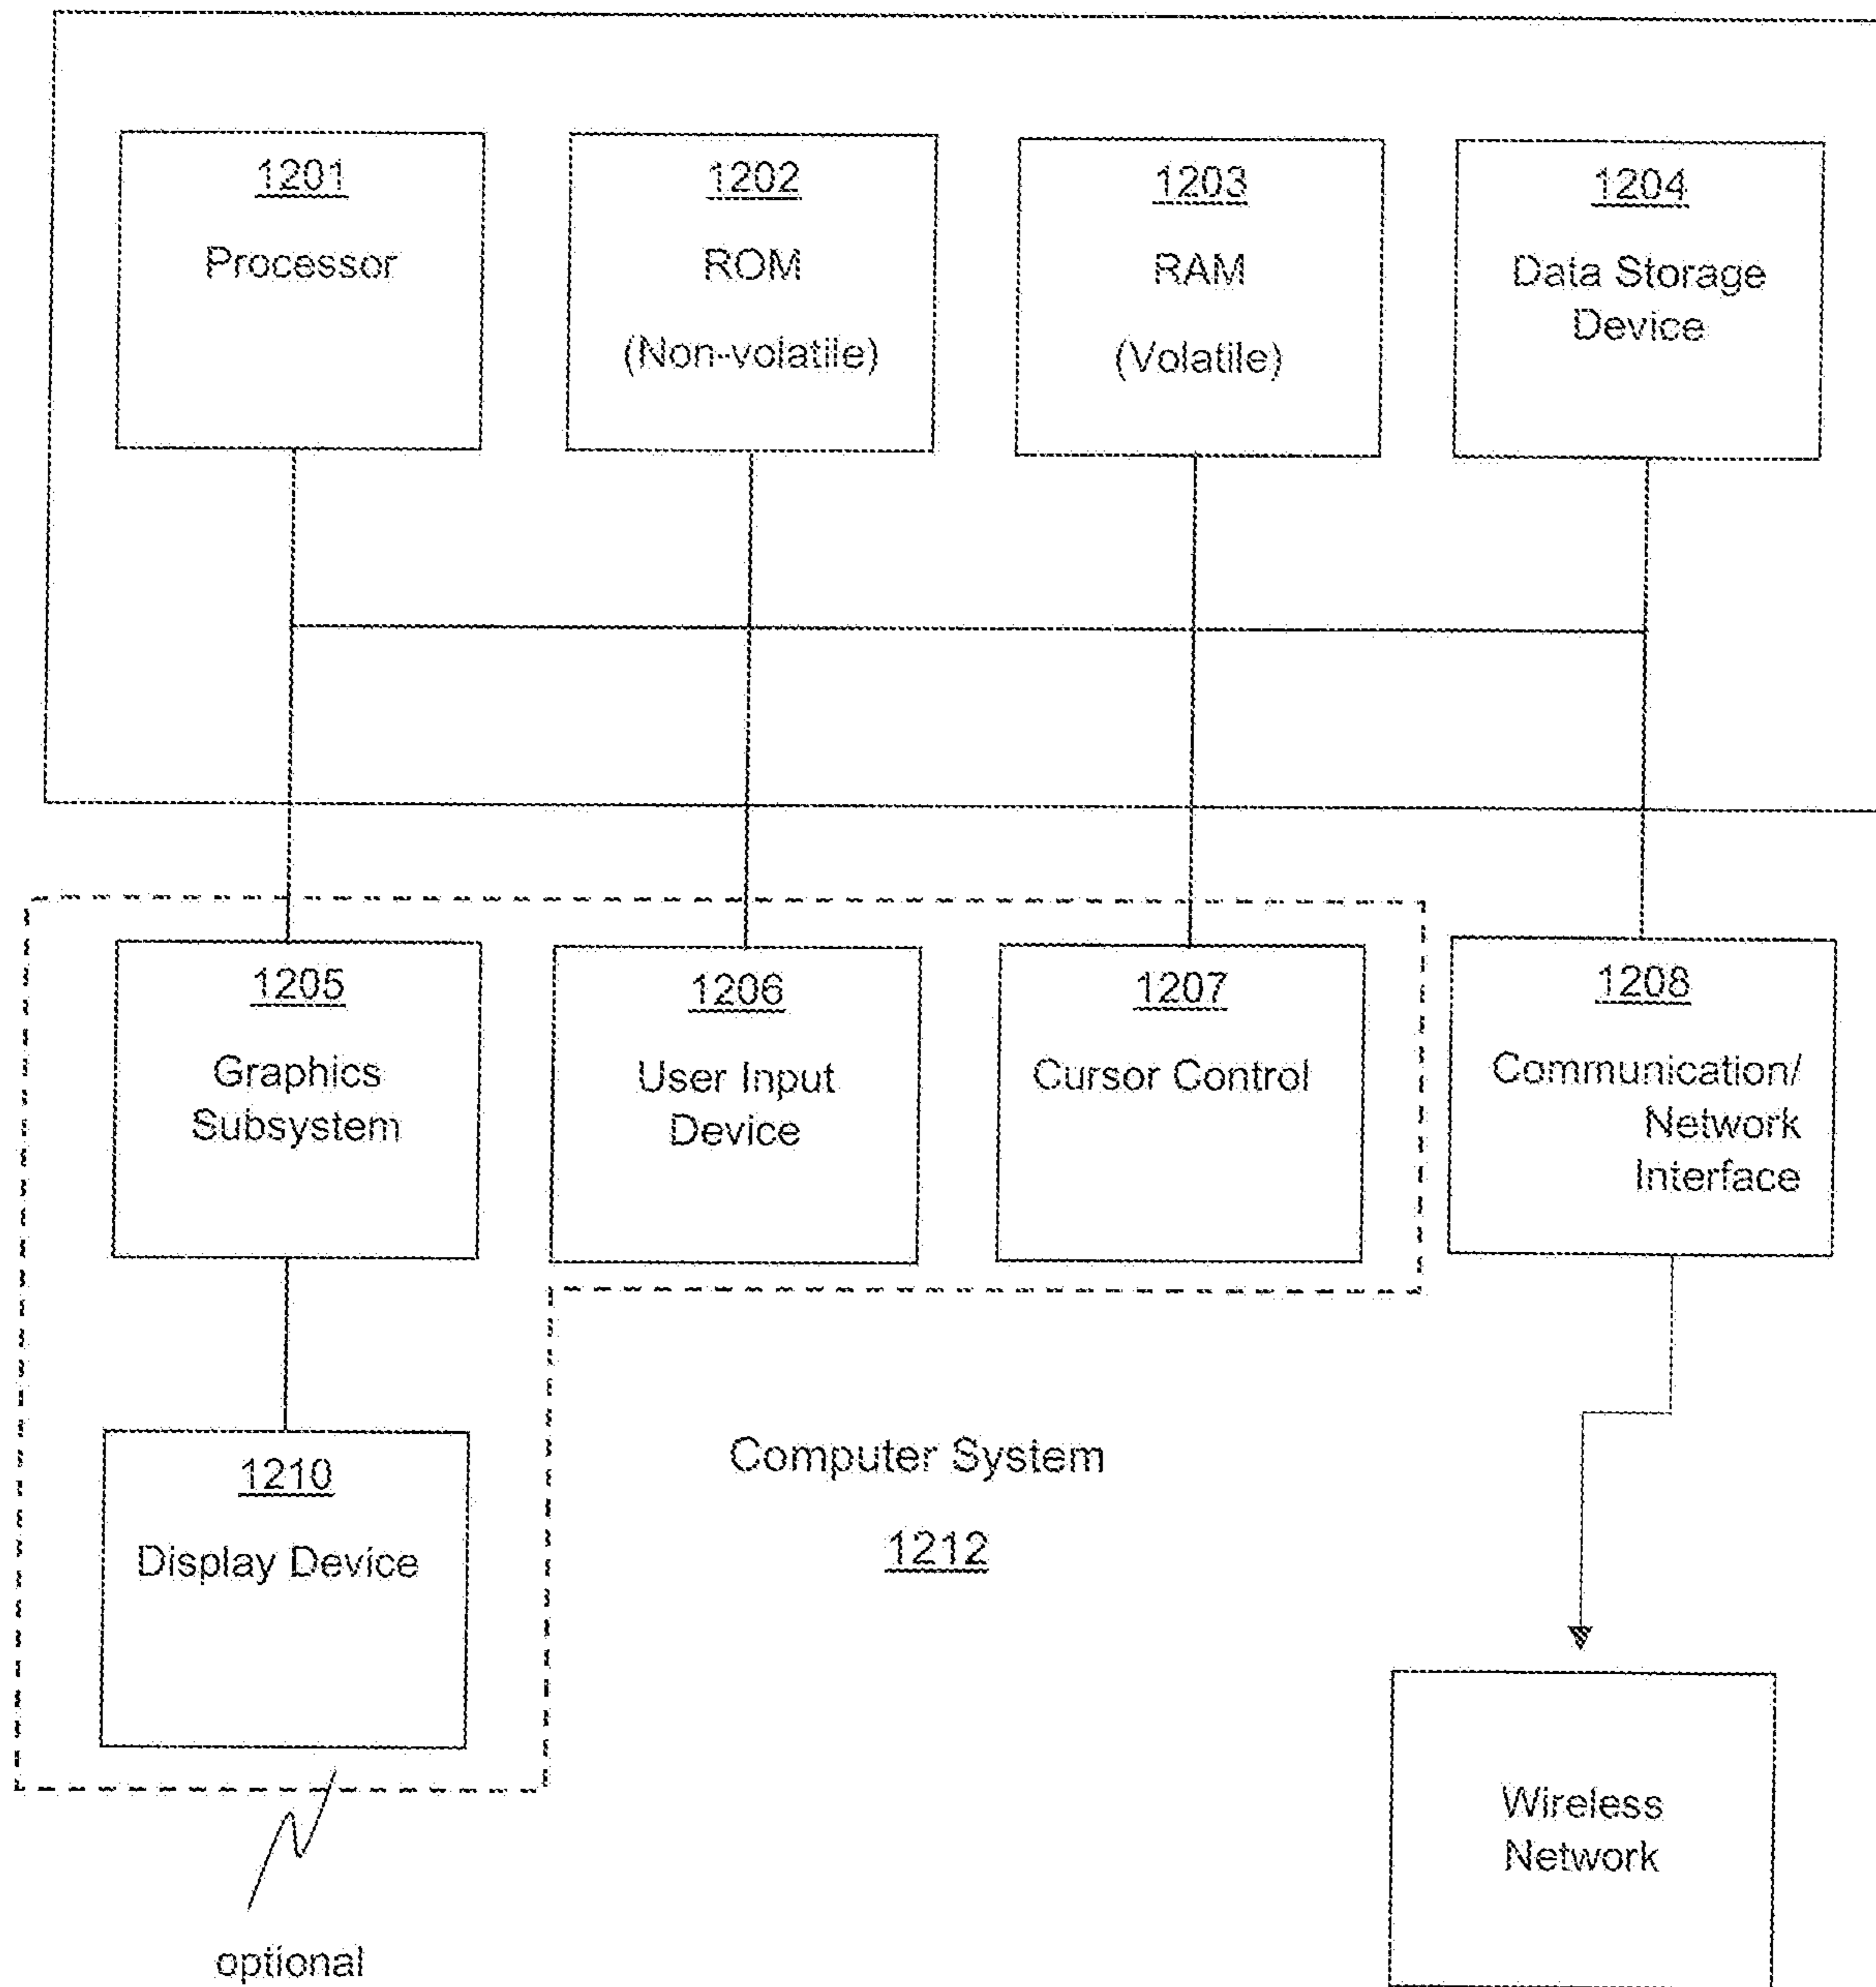 1201
Processor
1202
ROM
(Non-volatile)
1203
RAM
(Volatile)
1204
Data Storage
Device
1205
Graphics
Subsystem
1206
User Input
Device
1207
Cursor Control
1208
Communication/
Network
Interface
1210
Display Device
Computer System
1212
Wireless
Network
optional